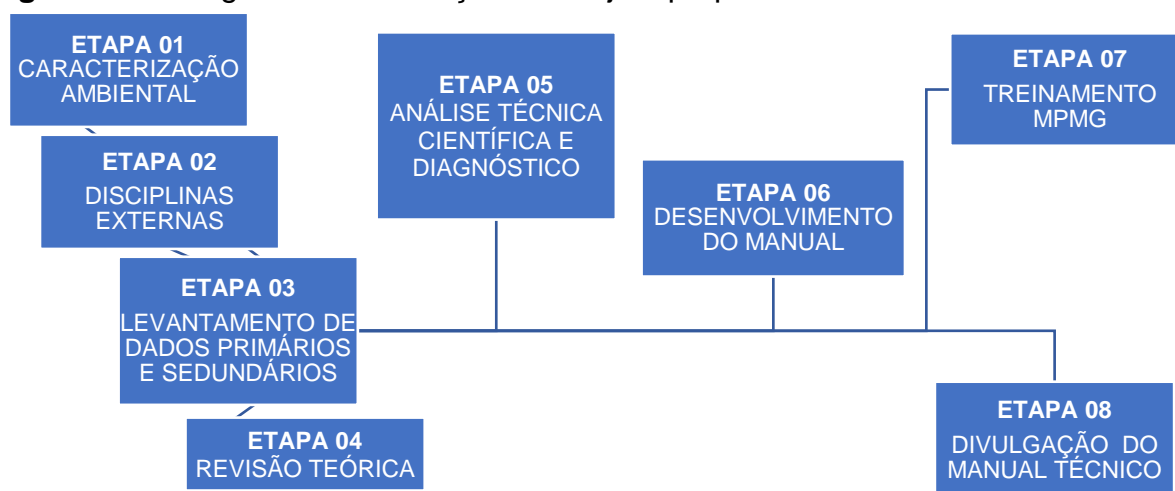 ETAPA 01
CARACTERIZAÇÃO
AMBIENTAL
ETAPA 02
DISCIPLINAS
EXTERNAS
ETAPA 03
LEVANTAMENTO DE
DADOS PRIMÁRIOS
E SEDUNDÁRIOS
ETAPA 04
REVISÃO TEÓRICA
ETAPA 05
ANÁLISE TÉCNICA
CIENTÍFICA E
DIAGNÓSTICO
ETAPA 06
DESENVOLVIMENTO
DO MANUAL
ETAPA 07
TREINAMENTO
MPMG
ETAPA 08
DIVULGAÇÃO DO
MANUAL TÉCNICO